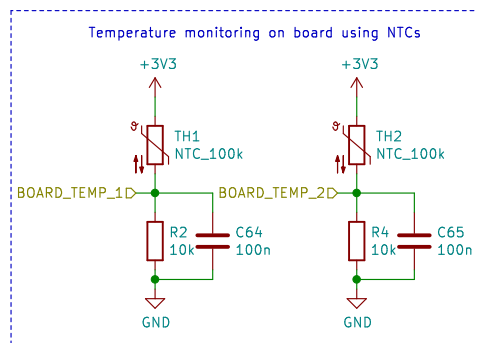 Temperature monitoring on board using NTCs
+3V3
+3V3
TH1
NTC_100k
TH2
NTC_100k
BOARD_TEMP_1
BOARD_TEMP_2
R2
10k
C64
100n
R4
10k
C65
100n
GND
GND